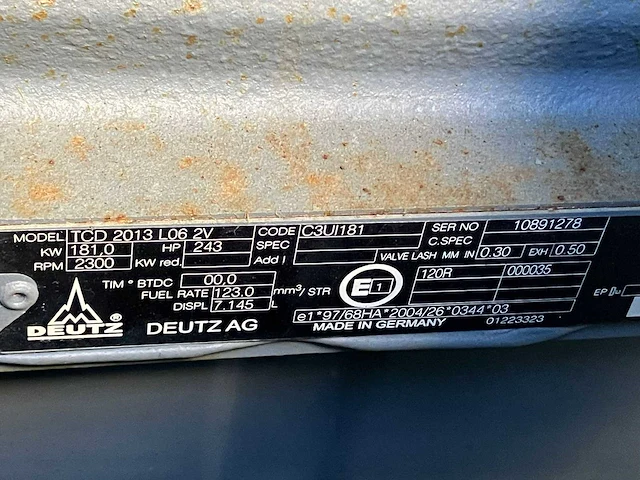 MODEL TCD 2013 L06 2V CODE C3UI181 SER NO 10891278
KW 181.0 HP 243 SPEC C.SPEC
RPM 2300 KW red. Add I VALVE LASH MM IN 0.30 EXH 0.50
TIM ° BTDC 00.0 120R 000035
FUEL RATE 123.0 mm³/STR E1 EP
DISPL 7.145 L
DEUTZ ® DEUTZ AG e1*97/68HA*2004/26*0344*03
MADE IN GERMANY 01223323